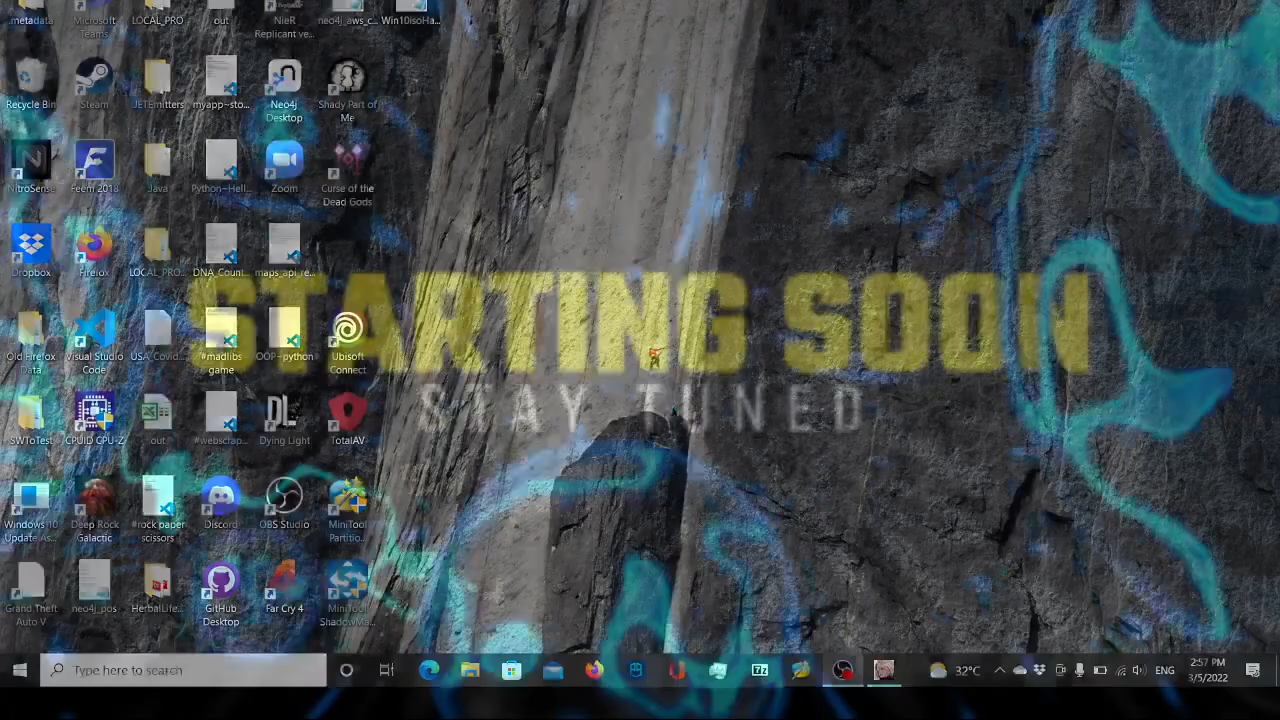 .metadata
Microsoft Teams
LOCAL_PRO
out
NieR Replicant ve...
neo4j_aws_c...
Win10isoHa...
Recycle Bin
Steam
JETEmitters
myapp~sto...
Neo4j Desktop
Shady Part of Me
NitroSense
Feem 2018
Java
Python~Hell...
Zoom
Curse of the Dead Gods
Dropbox
Firefox
LOCAL_PRO...
DNA_Count...
maps_api_re...
STARTING SOON
Old Firefox Data
Visual Studio Code
USA_Covid...
#madlibs game
OOP~python
Ubisoft Connect
STAY TUNED
SWToTest
CPUID CPU-Z
out
#webscrap...
DL
Dying Light
TotalAV
Windows 10 Update As...
Deep Rock Galactic
#rock paper scissors
Discord
OBS Studio
MiniTool Partitio...
Grand Theft Auto V
neo4j_pos
HerbalLife...
GitHub Desktop
Far Cry 4
MiniTool ShadowMa...
Type here to search
7z
32°C
ENG
2:57 PM
3/5/2022